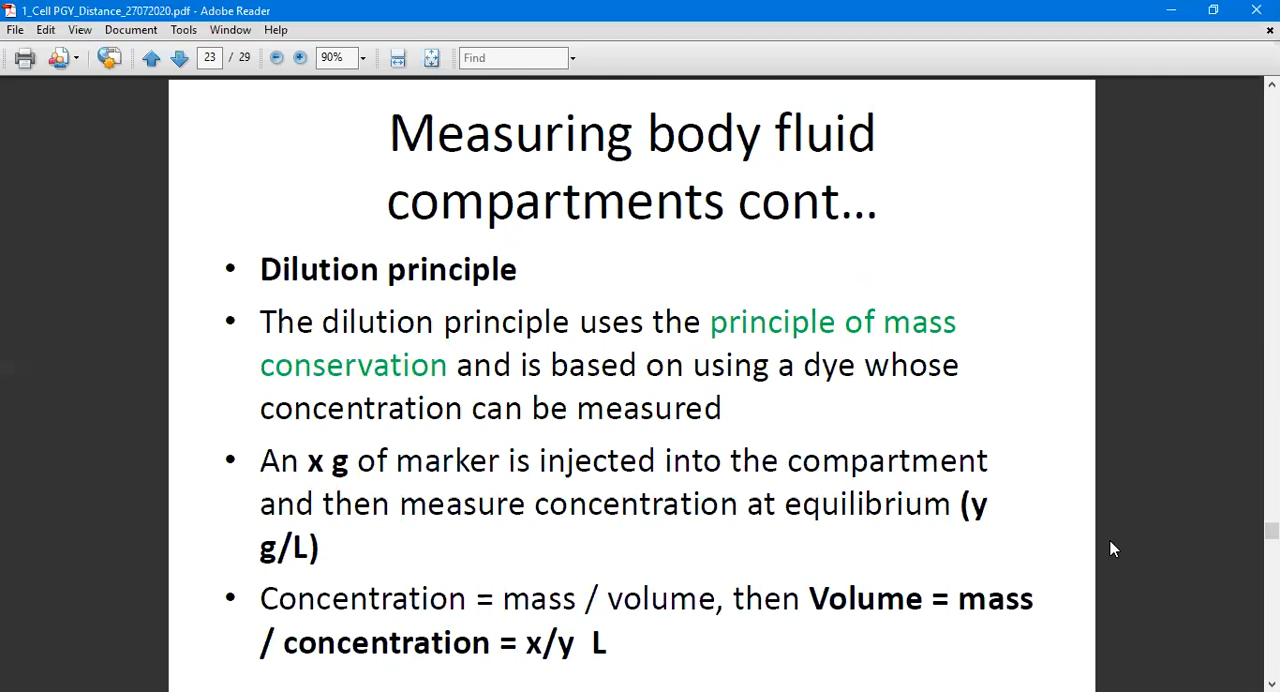 1_Cell PGY_Distance_27072020.pdf - Adobe Reader
File Edit View Document Tools Window Help
23 / 29 90% Find
Measuring body fluid
compartments cont…
• Dilution principle
• The dilution principle uses the principle of mass
conservation and is based on using a dye whose
concentration can be measured
• An x g of marker is injected into the compartment
and then measure concentration at equilibrium (y
g/L)
• Concentration = mass / volume, then Volume = mass
/ concentration = x/y L